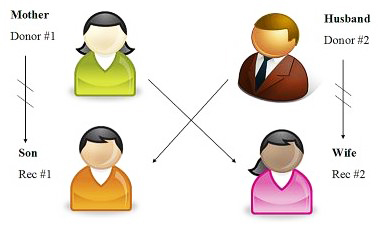 Mother
Donor #1
Husband
Donor #2
Son
Rec #1
Wife
Rec #2